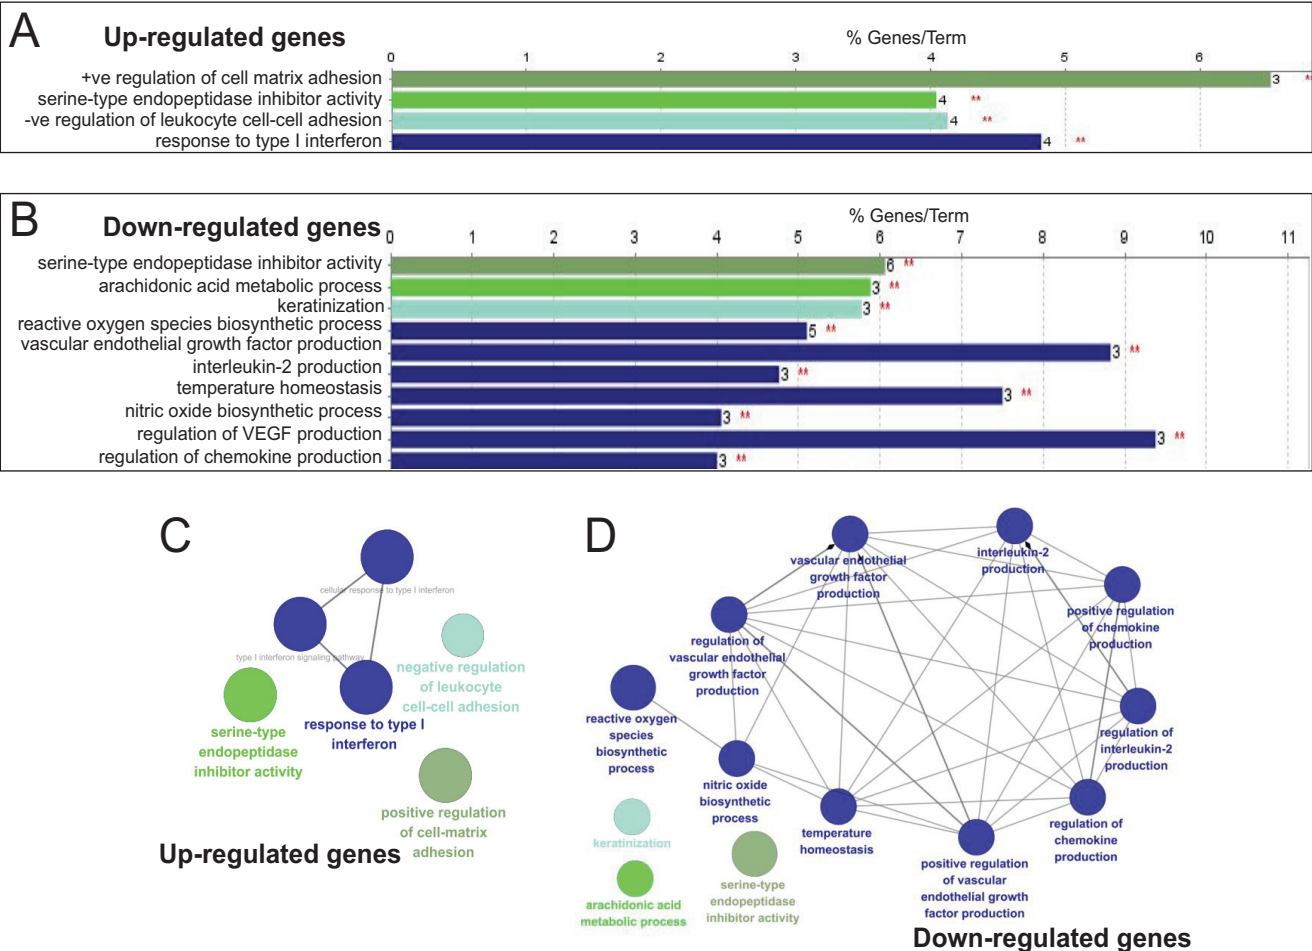 A
Up-regulated genes
% Genes/Term
0 1 2 3 4 5 6
+ve regulation of cell matrix adhesion 3 **
serine-type endopeptidase inhibitor activity 4 **
-ve regulation of leukocyte cell-cell adhesion 4 **
response to type I interferon 4 **
B
Down-regulated genes
% Genes/Term
0 1 2 3 4 5 6 7 8 9 10 11
serine-type endopeptidase inhibitor activity 6 **
arachidonic acid metabolic process 3 **
keratinization 3 **
reactive oxygen species biosynthetic process 5 **
vascular endothelial growth factor production 3 **
interleukin-2 production 3 **
temperature homeostasis 3 **
nitric oxide biosynthetic process 3 **
regulation of VEGF production 3 **
regulation of chemokine production 3 **
C
cellular response to type I interferon
type I interferon signaling pathway
negative regulation
of leukocyte
cell-cell adhesion
response to type I
interferon
serine-type
endopeptidase
inhibitor activity
positive regulation
of cell-matrix
adhesion
Up-regulated genes
D
vascular endothelial
growth factor
production
interleukin-2
production
positive regulation
of chemokine
production
regulation of
vascular endothelial
growth factor
production
reactive oxygen
species
biosynthetic
process
regulation of
interleukin-2
production
nitric oxide
biosynthetic
process
temperature
homeostasis
regulation of
chemokine
production
positive regulation
of vascular
endothelial growth
factor production
keratinization
serine-type
endopeptidase
inhibitor activity
arachidonic acid
metabolic process
Down-regulated genes